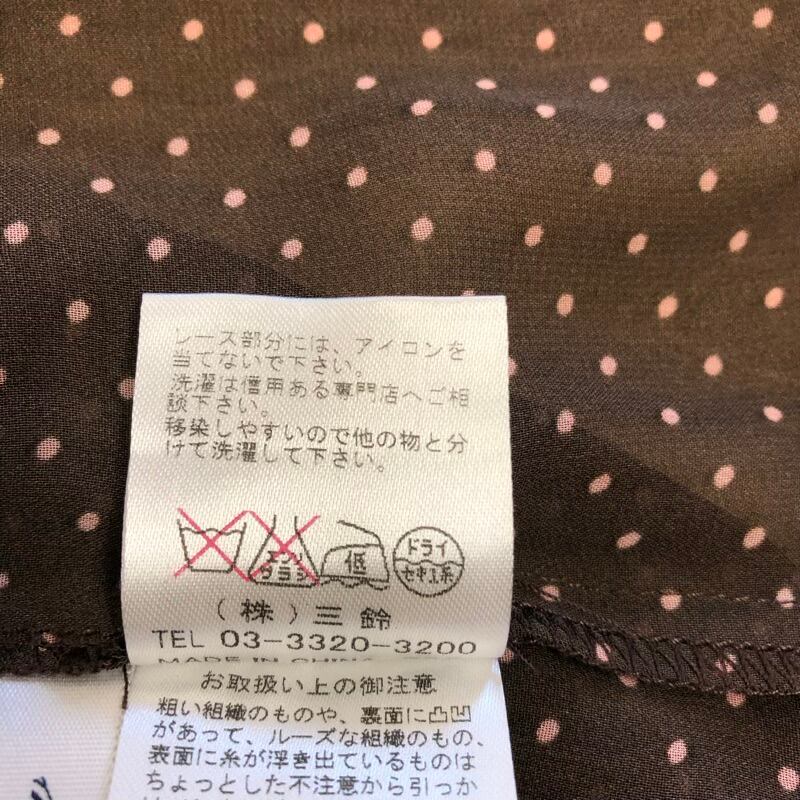 レース部分には、アイロンを
当てないで下さい。
洗濯は信用ある専門店へご相
談下さい。
移染しやすいので他の物と分
けて洗濯して下さい。
エンソ
サラシ
低
ドライ
セキユ系
（株）三鈴
TEL 03-3320-3200
MADE IN CHINA
お取扱い上の御注意
粗い組織のものや、裏面に凸凹
があって、ルーズな組織のもの、
表面に糸が浮き出ているものは
ちょっとした不注意から引っか